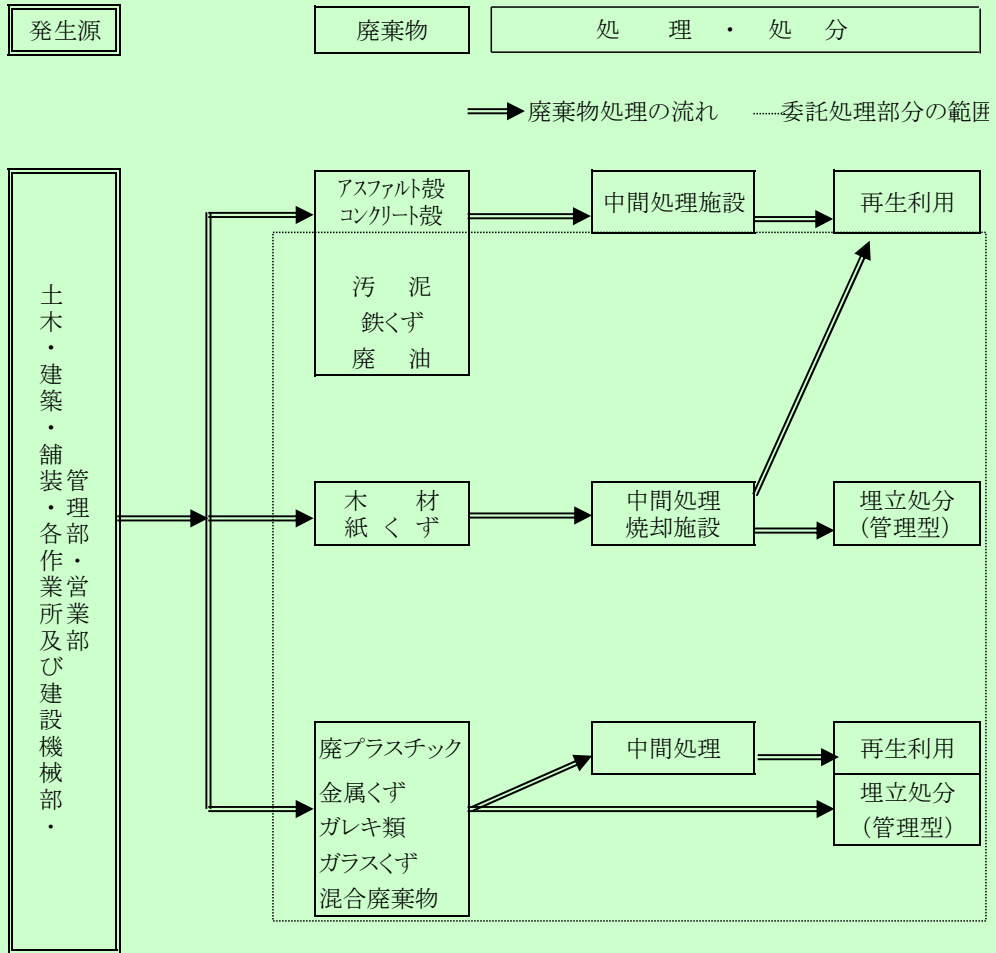 発生源
廃棄物
処 理 ・ 処 分
廃棄物処理の流れ
委託処理部分の範囲
土木・建築・舗装・各作業所及び建設機械部・
管理部・営業部
アスファルト殻
コンクリート殻
汚 泥
鉄くず
廃 油
中間処理施設
再生利用
木 材
紙くず
中間処理
焼却施設
埋立処分
(管理型)
廃プラスチック
金属くず
ガレキ類
ガラスくず
混合廃棄物
中間処理
再生利用
埋立処分
(管理型)